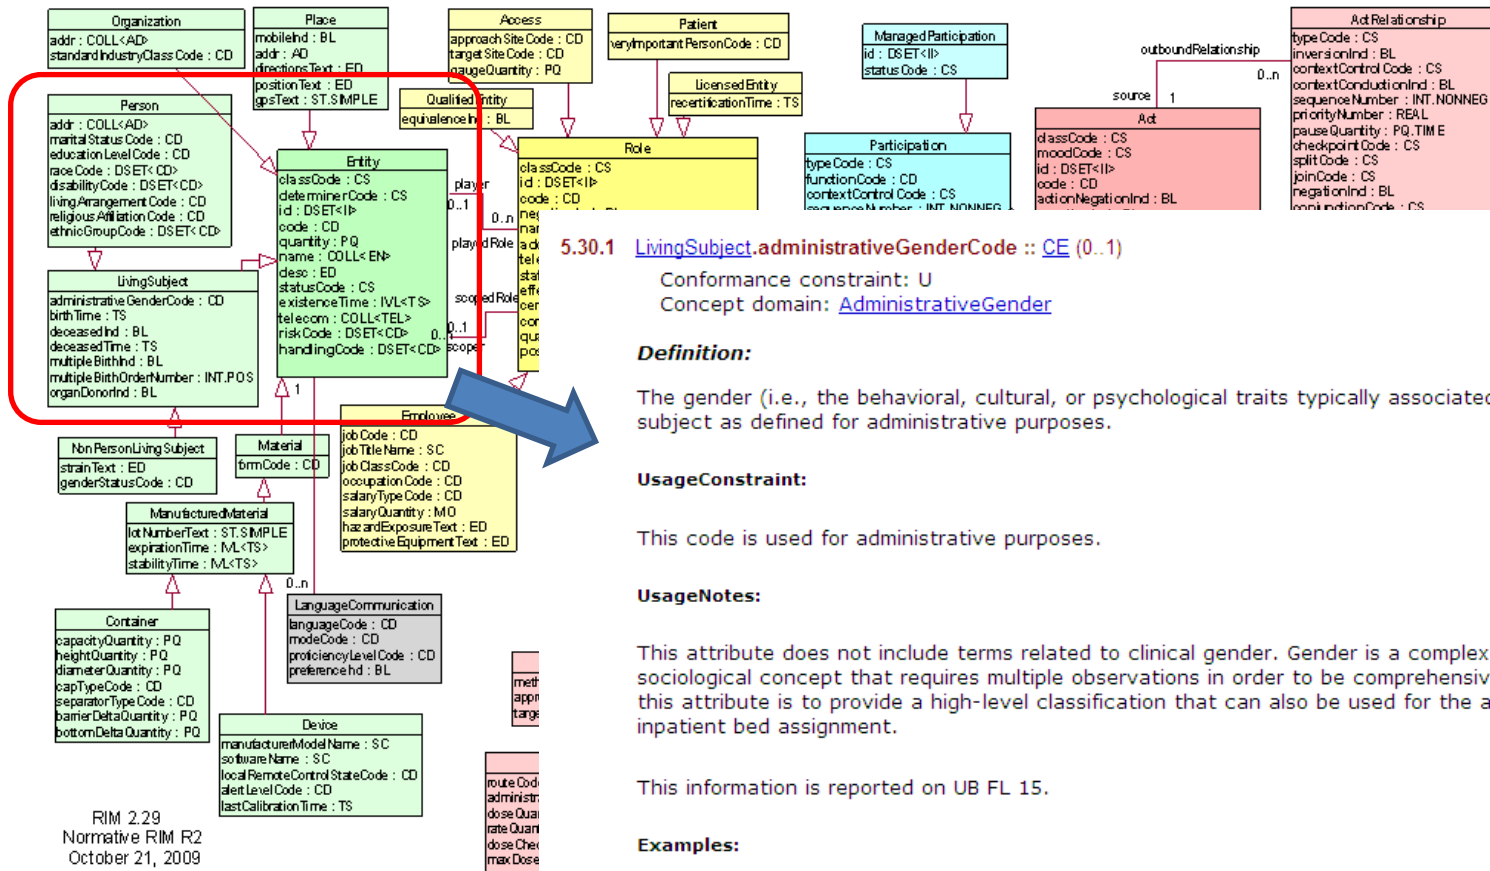 Organization
addr : COLL<AD>
standardIndustryClassCode : CD
Place
mobileInd : BL
addr : AD
directionsText : ED
positionText : ED
gpsText : ST.SIMPLE
Access
approachSiteCode : CD
targetSiteCode : CD
gaugeQuantity : PQ
Patient
veryImportantPersonCode : CD
LicensedEntity
recertificationTime : TS
QualifiedEntity
equivalenceInd : BL
ManagedParticipation
id : DSET<II>
statusCode : CS
outboundRelationship
0..n
source 1
ActRelationship
typeCode : CS
inversionInd : BL
contextControlCode : CS
contextConductionInd : BL
sequenceNumber : INT.NONNEG
priorityNumber : REAL
pauseQuantity : PQ.TIME
checkpointCode : CS
splitCode : CS
joinCode : CS
negationInd : BL
conjunctionCode : CS
Person
addr : COLL<AD>
maritalStatusCode : CD
educationLevelCode : CD
raceCode : DSET<CD>
disabilityCode : DSET<CD>
livingArrangementCode : CD
religiousAffiliationCode : CD
ethnicGroupCode : DSET<CD>
Entity
classCode : CS
determinerCode : CS
id : DSET<II>
code : CD
quantity : PQ
name : COLL<EN>
desc : ED
statusCode : CS
existenceTime : IVL<TS>
telecom : COLL<TEL>
riskCode : DSET<CD>
handlingCode : DSET<CD>
player
0..1
0..n
playedRole
scopedRole
0..1
scoper
Role
classCode : CS
id : DSET<II>
code : CD
Participation
typeCode : CS
functionCode : CD
contextControlCode : CS
sequenceNumber : INT.NONNEG
Act
classCode : CS
moodCode : CS
id : DSET<II>
code : CD
actionNegationInd : BL
LivingSubject
administrativeGenderCode : CD
birthTime : TS
deceasedInd : BL
deceasedTime : TS
multipleBirthInd : BL
multipleBirthOrderNumber : INT.POS
organDonorInd : BL
1
NonPersonLivingSubject
strainText : ED
genderStatusCode : CD
Material
formCode : CD
Employee
jobCode : CD
jobTitleName : SC
jobClassCode : CD
occupationCode : CD
salaryTypeCode : CD
salaryQuantity : MO
hazardExposureText : ED
protectiveEquipmentText : ED
ManufacturedMaterial
lotNumberText : ST.SIMPLE
expirationTime : IVL<TS>
stabilityTime : IVL<TS>
0..n
LanguageCommunication
languageCode : CD
modeCode : CD
proficiencyLevelCode : CD
preferenceInd : BL
Container
capacityQuantity : PQ
heightQuantity : PQ
diameterQuantity : PQ
capTypeCode : CD
separatorTypeCode : CD
barrierDeltaQuantity : PQ
bottomDeltaQuantity : PQ
Device
manufacturerModelName : SC
softwareName : SC
localRemoteControlStateCode : CD
alertLevelCode : CD
lastCalibrationTime : TS
RIM 2.29
Normative RIM R2
October 21, 2009
5.30.1 LivingSubject.administrativeGenderCode :: CE (0..1)
Conformance constraint: U
Concept domain: AdministrativeGender
Definition:
The gender (i.e., the behavioral, cultural, or psychological traits typically associated
subject as defined for administrative purposes.
UsageConstraint:
This code is used for administrative purposes.
UsageNotes:
This attribute does not include terms related to clinical gender. Gender is a complex
sociological concept that requires multiple observations in order to be comprehensiv
this attribute is to provide a high-level classification that can also be used for the a
inpatient bed assignment.
This information is reported on UB FL 15.
Examples: